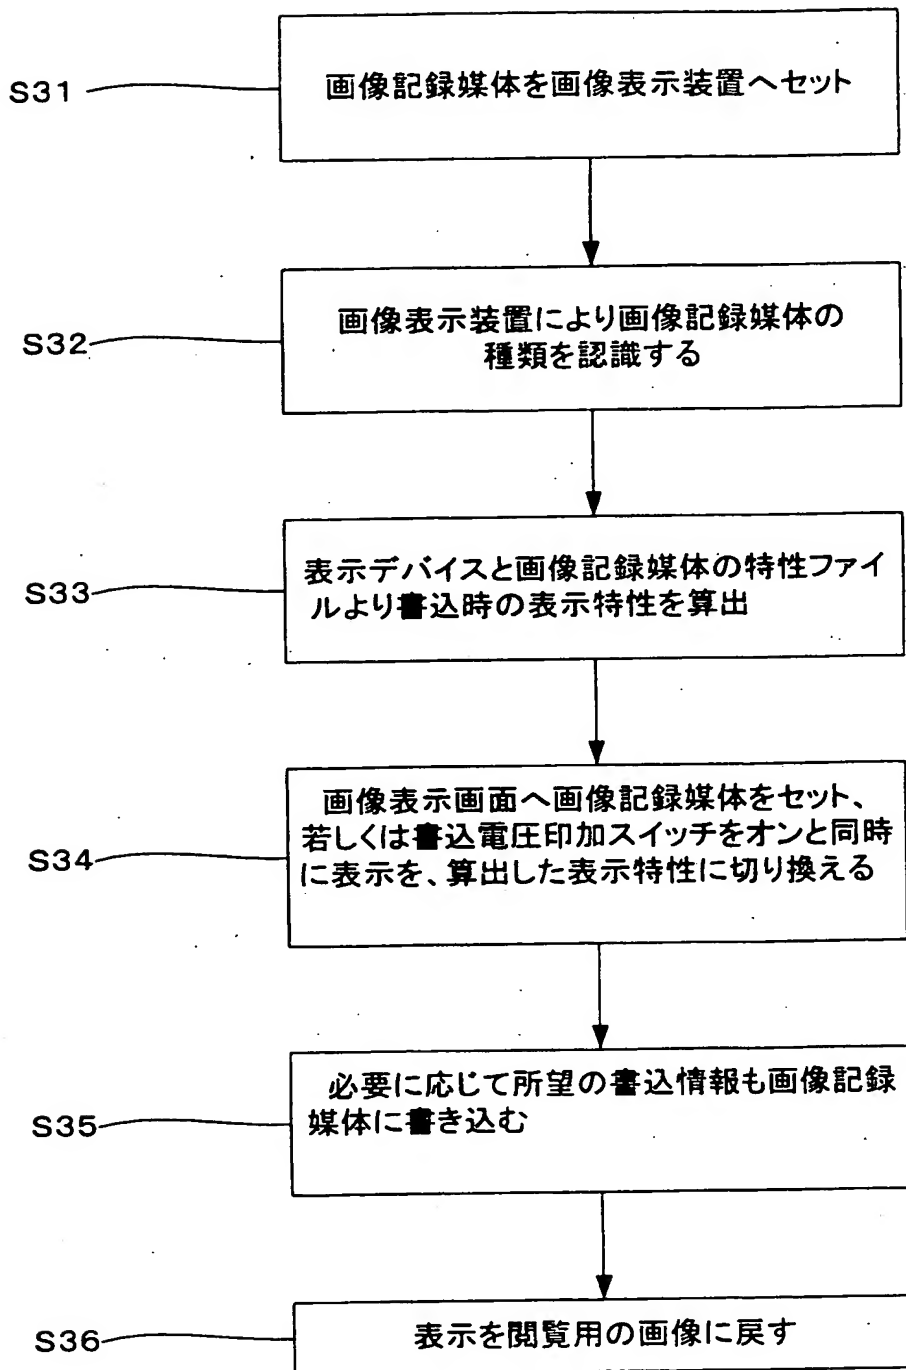 S31
画像記録媒体を画像表示装置へセット
S32
画像表示装置により画像記録媒体の
種類を認識する
S33
表示デバイスと画像記録媒体の特性ファイ
ルより書込時の表示特性を算出
S34
画像表示画面へ画像記録媒体をセット、
若しくは書込電圧印加スイッチをオンと同時
に表示を、算出した表示特性に切り換える
S35
必要に応じて所望の書込情報も画像記録
媒体に書き込む
S36
表示を閲覧用の画像に戻す